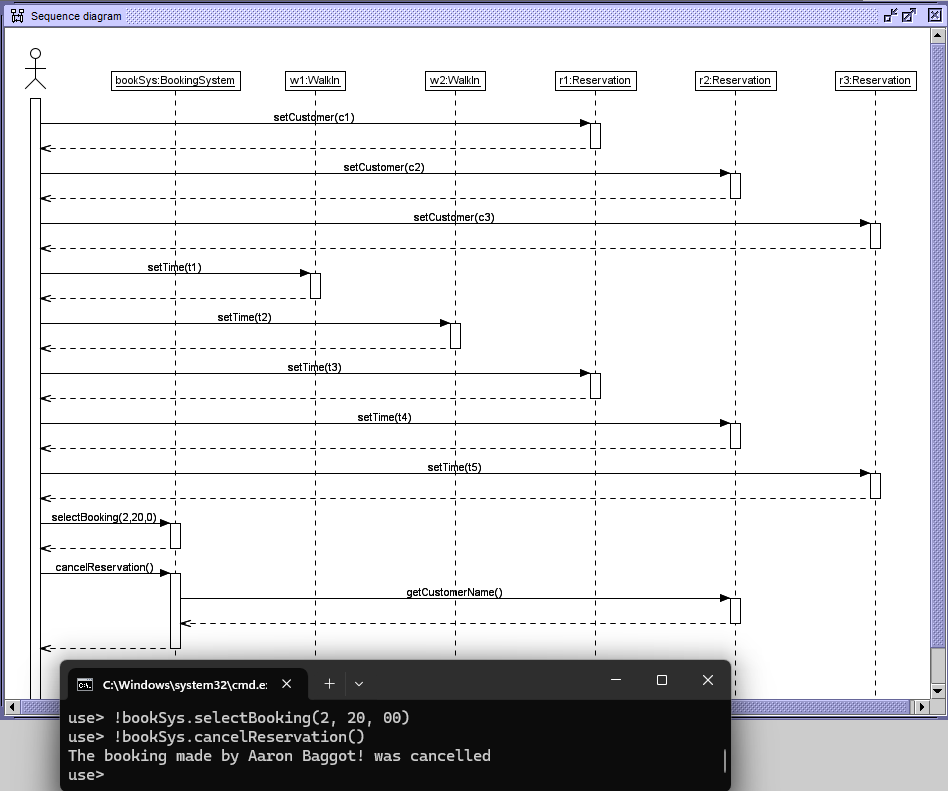 Sequence diagram
bookSys:BookingSystem
w1:WalkIn
w2:WalkIn
r1:Reservation
r2:Reservation
r3:Reservation
setCustomer(c1)
setCustomer(c2)
setCustomer(c3)
setTime(t1)
setTime(t2)
setTime(t3)
setTime(t4)
setTime(t5)
selectBooking(2,20,0)
cancelReservation()
getCustomerName()
C:\Windows\system32\cmd.e:
use> !bookSys.selectBooking(2, 20, 00)
use> !bookSys.cancelReservation()
The booking made by Aaron Baggot! was cancelled
use>